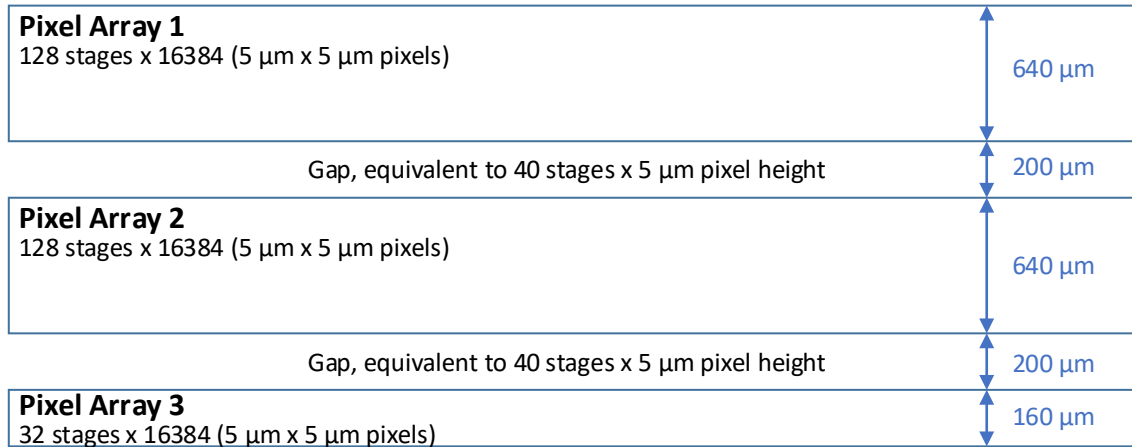 Pixel Array 1
128 stages x 16384 (5 µm x 5 µm pixels)
640 µm
Gap, equivalent to 40 stages x 5 µm pixel height
200 µm
Pixel Array 2
128 stages x 16384 (5 µm x 5 µm pixels)
640 µm
Gap, equivalent to 40 stages x 5 µm pixel height
200 µm
Pixel Array 3
32 stages x 16384 (5 µm x 5 µm pixels)
160 µm